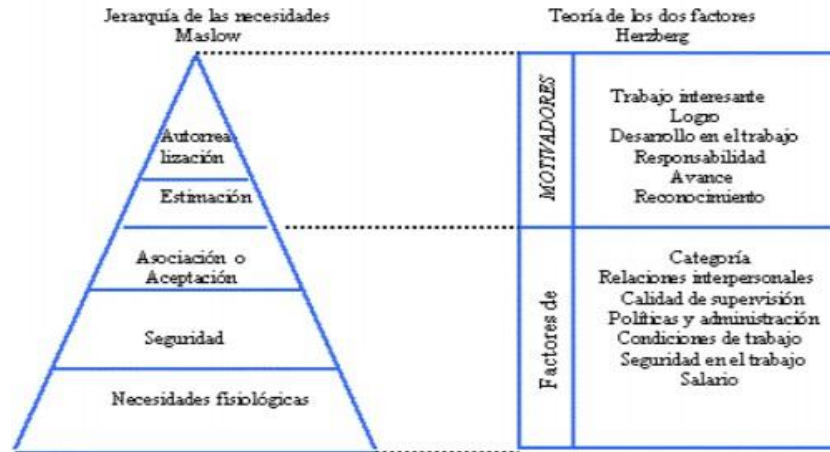 Jerarquía de las necesidades
Maslow
Autorrea-
lización
Estimación
Asociación o
Aceptación
Seguridad
Necesidades fisiológicas
Teoría de los dos factores
Herzberg
MOTIVADORES
Trabajo interesante
Logro
Desarrollo en el trabajo
Responsabilidad
Avance
Reconocimiento
Factores de
Categoría
Relaciones interpersonales
Calidad de supervisión
Políticas y administración
Condiciones de trabajo
Seguridad en el trabajo
Salario